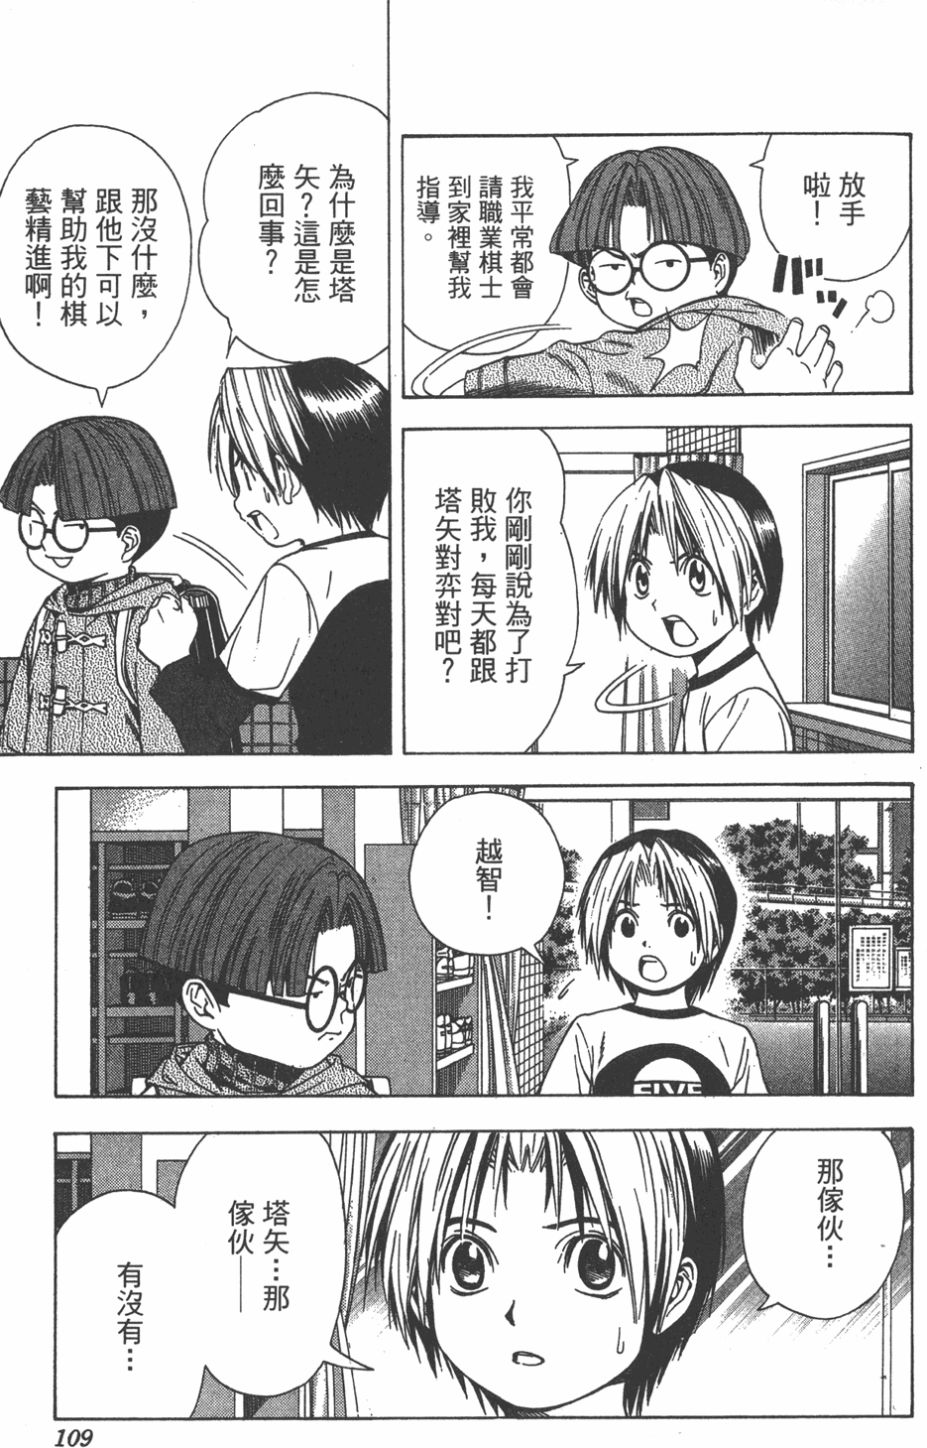 放手
啦！
我平常都會
請職業棋士
到家裡幫我
指導。
你剛剛說為了打
敗我，每天都跟
塔矢對弈對吧？
為什麼是塔
矢？這是怎
麼回事？
那沒什麼，
跟他下可以
幫助我的棋
藝精進啊！
越智！
FIVE
那傢伙…
塔矢…那
傢伙──
有沒有…
109